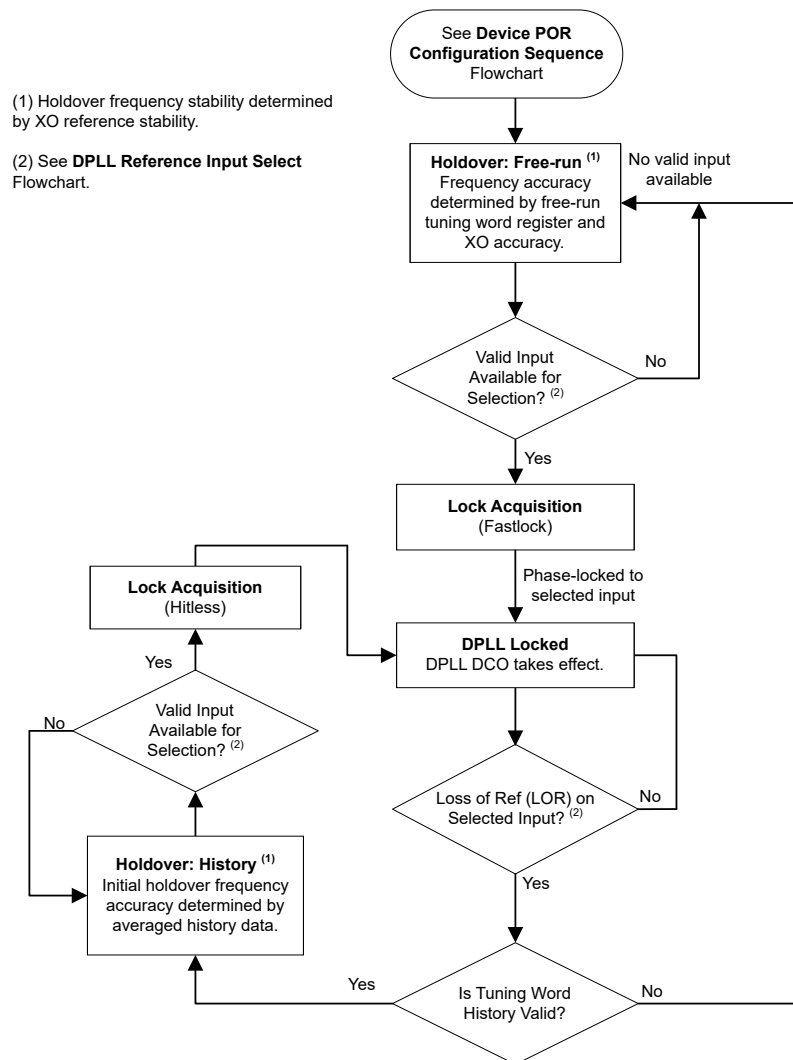 See Device POR
Configuration Sequence
Flowchart
(1) Holdover frequency stability determined
by XO reference stability.
(2) See DPLL Reference Input Select
Flowchart.
Holdover: Free-run (1)
Frequency accuracy
determined by free-run
tuning word register and
XO accuracy.
No valid input
available
Valid Input
Available for
Selection? (2)
No
Yes
Lock Acquisition
(Fastlock)
Phase-locked to
selected input
Lock Acquisition
(Hitless)
DPLL Locked
DPLL DCO takes effect.
Yes
No
Valid Input
Available for
Selection? (2)
Loss of Ref (LOR) on
Selected Input? (2)
No
Yes
Holdover: History (1)
Initial holdover frequency
accuracy determined by
averaged history data.
Yes
Is Tuning Word
History Valid?
No